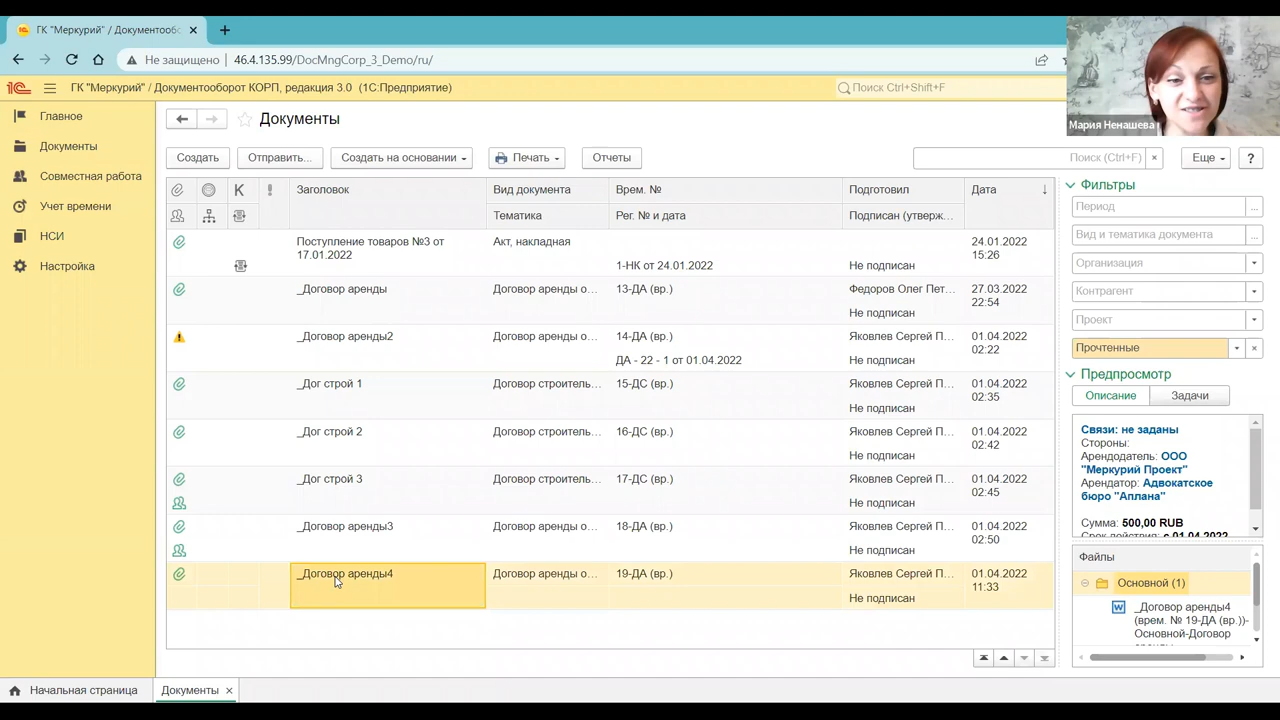 ГК "Меркурий" / Документообо
Не защищено
46.4.135.99/DocMngCorp_3_Demo/ru/
ГК "Меркурий" / Документооборот КОРП, редакция 3.0 (1С:Предприятие)
Поиск Ctrl+Shift+F
Мария Ненашева
Главное
Документы
Совместная работа
Учет времени
НСИ
Настройка
Документы
Создать
Отправить...
Создать на основании
Печать
Отчеты
Поиск (Ctrl+F)
×
Еще
?
К
Заголовок
Вид документа
Врем. №
Подготовил
Дата
Тематика
Рег. № и дата
Подписан (утверж...
Поступление товаров №3 от
17.01.2022
Акт, накладная
1-НК от 24.01.2022
Не подписан
24.01.2022
15:26
_Договор аренды
Договор аренды о...
13-ДА (вр.)
Федоров Олег Пет...
Не подписан
27.03.2022
22:54
_Договор аренды2
Договор аренды о...
14-ДА (вр.)
ДА - 22 - 1 от 01.04.2022
Яковлев Сергей П...
Не подписан
01.04.2022
02:22
_Дог строй 1
Договор строитель...
15-ДС (вр.)
Яковлев Сергей П...
Не подписан
01.04.2022
02:35
_Дог строй 2
Договор строитель...
16-ДС (вр.)
Яковлев Сергей П...
Не подписан
01.04.2022
02:42
_Дог строй 3
Договор строитель...
17-ДС (вр.)
Яковлев Сергей П...
Не подписан
01.04.2022
02:45
_Договор аренды3
Договор аренды о...
18-ДА (вр.)
Яковлев Сергей П...
Не подписан
01.04.2022
02:50
_Договор аренды4
Договор аренды о...
19-ДА (вр.)
Яковлев Сергей П...
Не подписан
01.04.2022
11:33
Фильтры
Период
Вид и тематика документа
Организация
Контрагент
Проект
Прочтенные
Предпросмотр
Описание
Задачи
Связи: не заданы
Стороны:
Арендодатель: ООО
"Меркурий Проект"
Арендатор: Адвокатское
бюро "Аплана"
Сумма: 500,00 RUB
Срок действия: с 01.04.2022
Файлы
Основной (1)
_Договор аренды4
(врем. № 19-ДА (вр.))-
Основной-Договор
Начальная страница
Документы